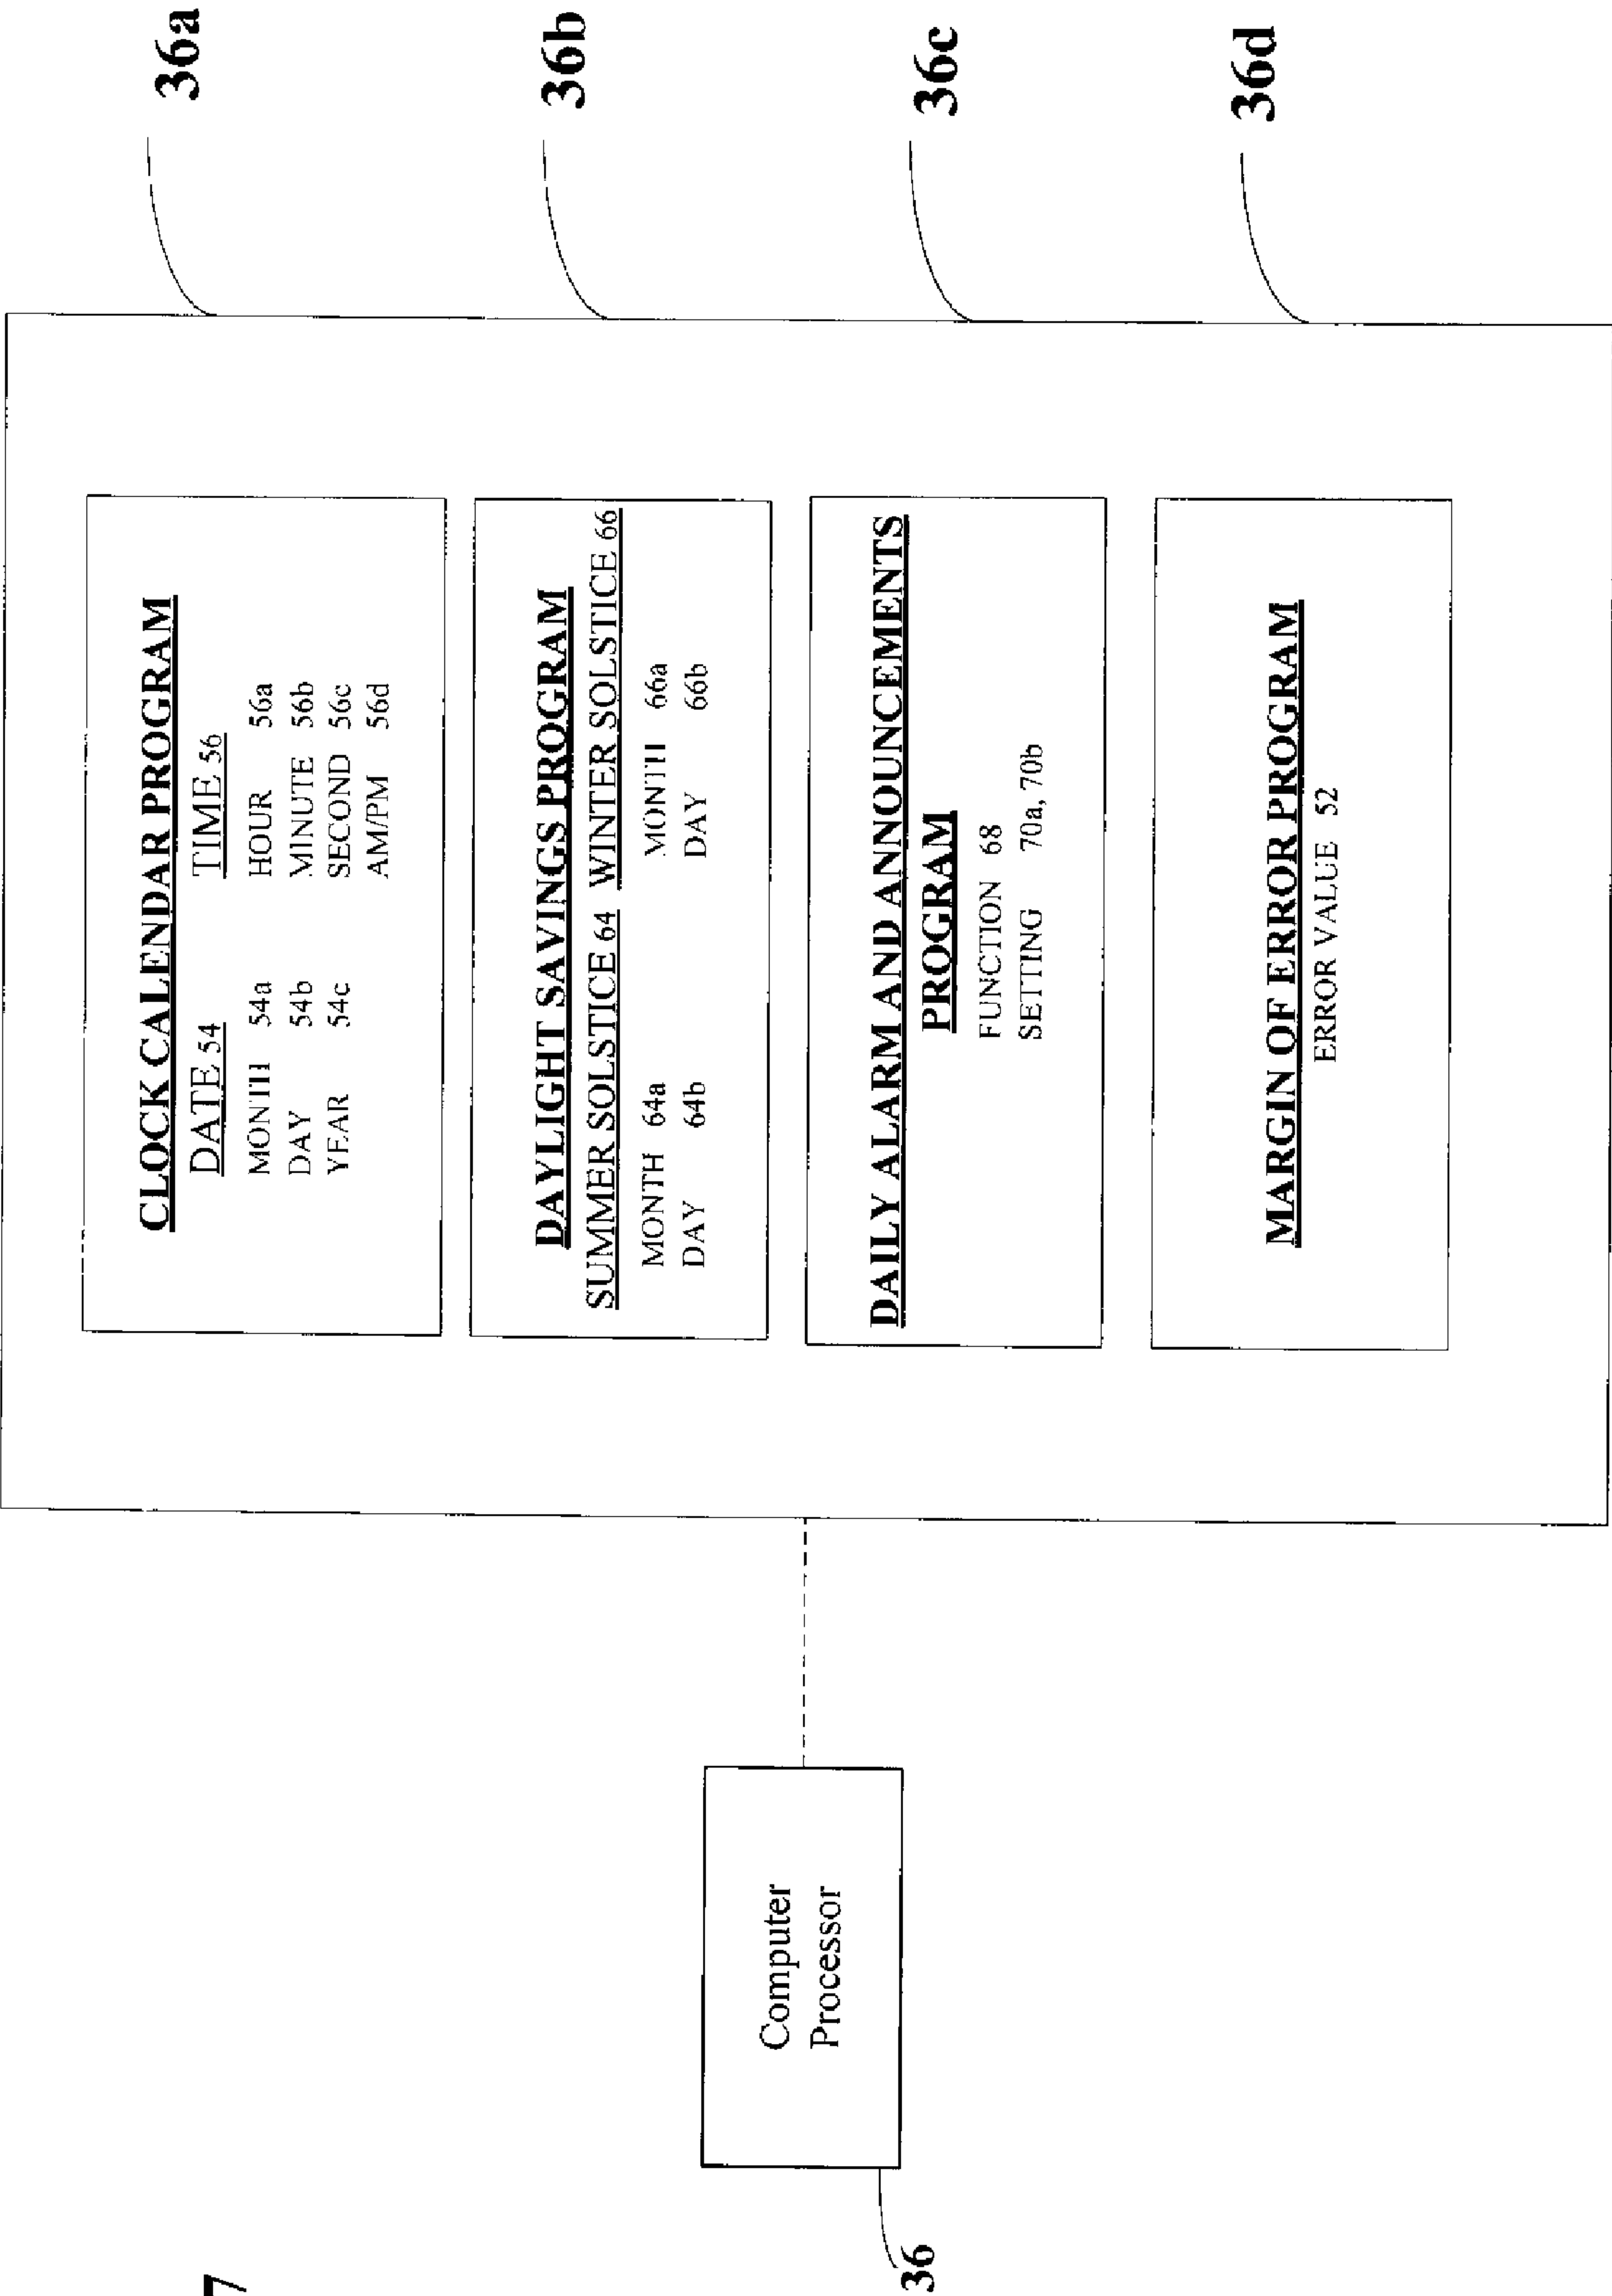 7
36
Computer
Processor
CLOCK CALENDAR PROGRAM
DATE 54 TIME 56
MONTH 54a HOUR 56a
DAY 54b MINUTE 56b
YEAR 54c SECOND 56c
AM/PM 56d
36a
DAYLIGHT SAVINGS PROGRAM
SUMMER SOLSTICE 64 WINTER SOLSTICE 66
MONTH 64a MONTH 66a
DAY 64b DAY 66b
36b
DAILY ALARM AND ANNOUNCEMENTS
PROGRAM
FUNCTION 68
SETTING 70a, 70b
36c
MARGIN OF ERROR PROGRAM
ERROR VALUE 52
36d